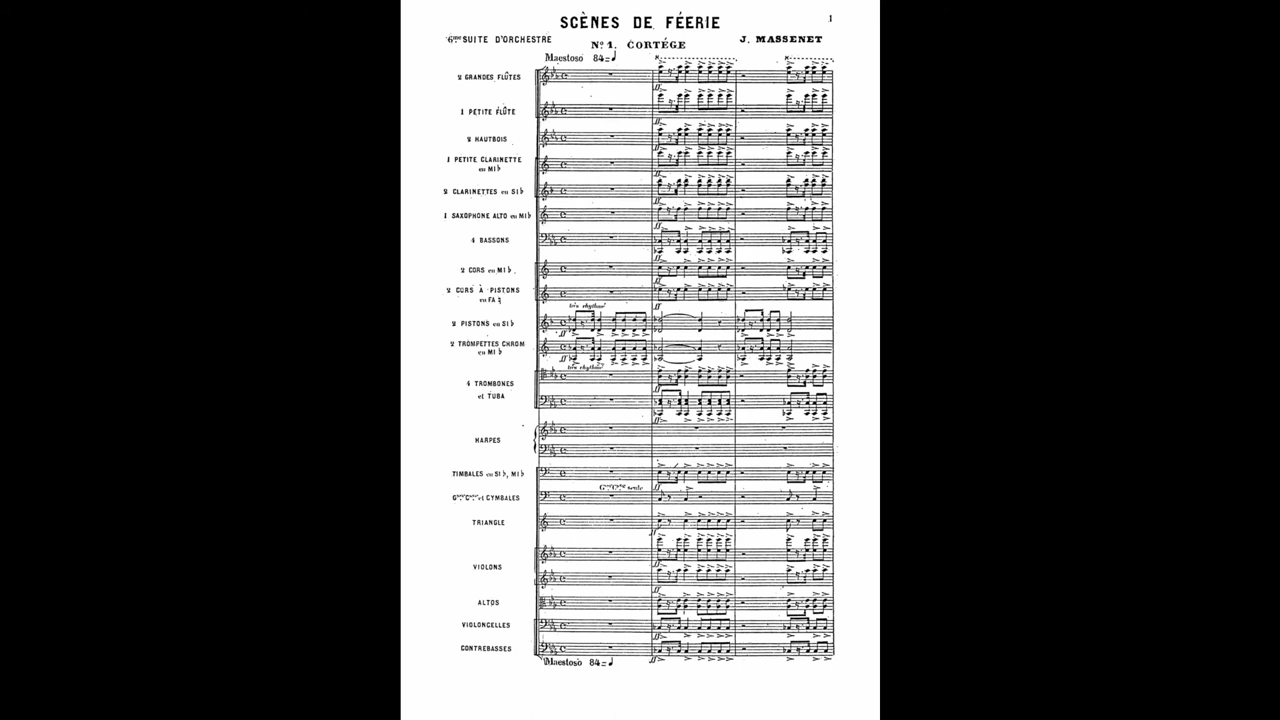 SCÈNES DE FÉERIE
1
6me SUITE D'ORCHESTRE
Nº 1. CORTÉGE
J. MASSENET
Maestoso 84=♩
2 GRANDES FLÛTES
1 PETITE FLÛTE
2 HAUTBOIS
1 PETITE CLARINETTE
en MI♭
2 CLARINETTES en SI♭
1 SAXOPHONE ALTO en MI♭
4 BASSONS
2 CORS en MI♭.
2 CORS À PISTONS
en FA♮
très rhythmé
2 PISTONS en SI♭
2 TROMPETTES CHROM
en MI♭
très rhythmé
4 TROMBONES
et TUBA
HARPES
TIMBALES en SI♭, MI♭
seule
et CYMBALES
TRIANGLE
VIOLONS
ALTOS
VIOLONCELLES
CONTREBASSES
Maestoso 84=♩